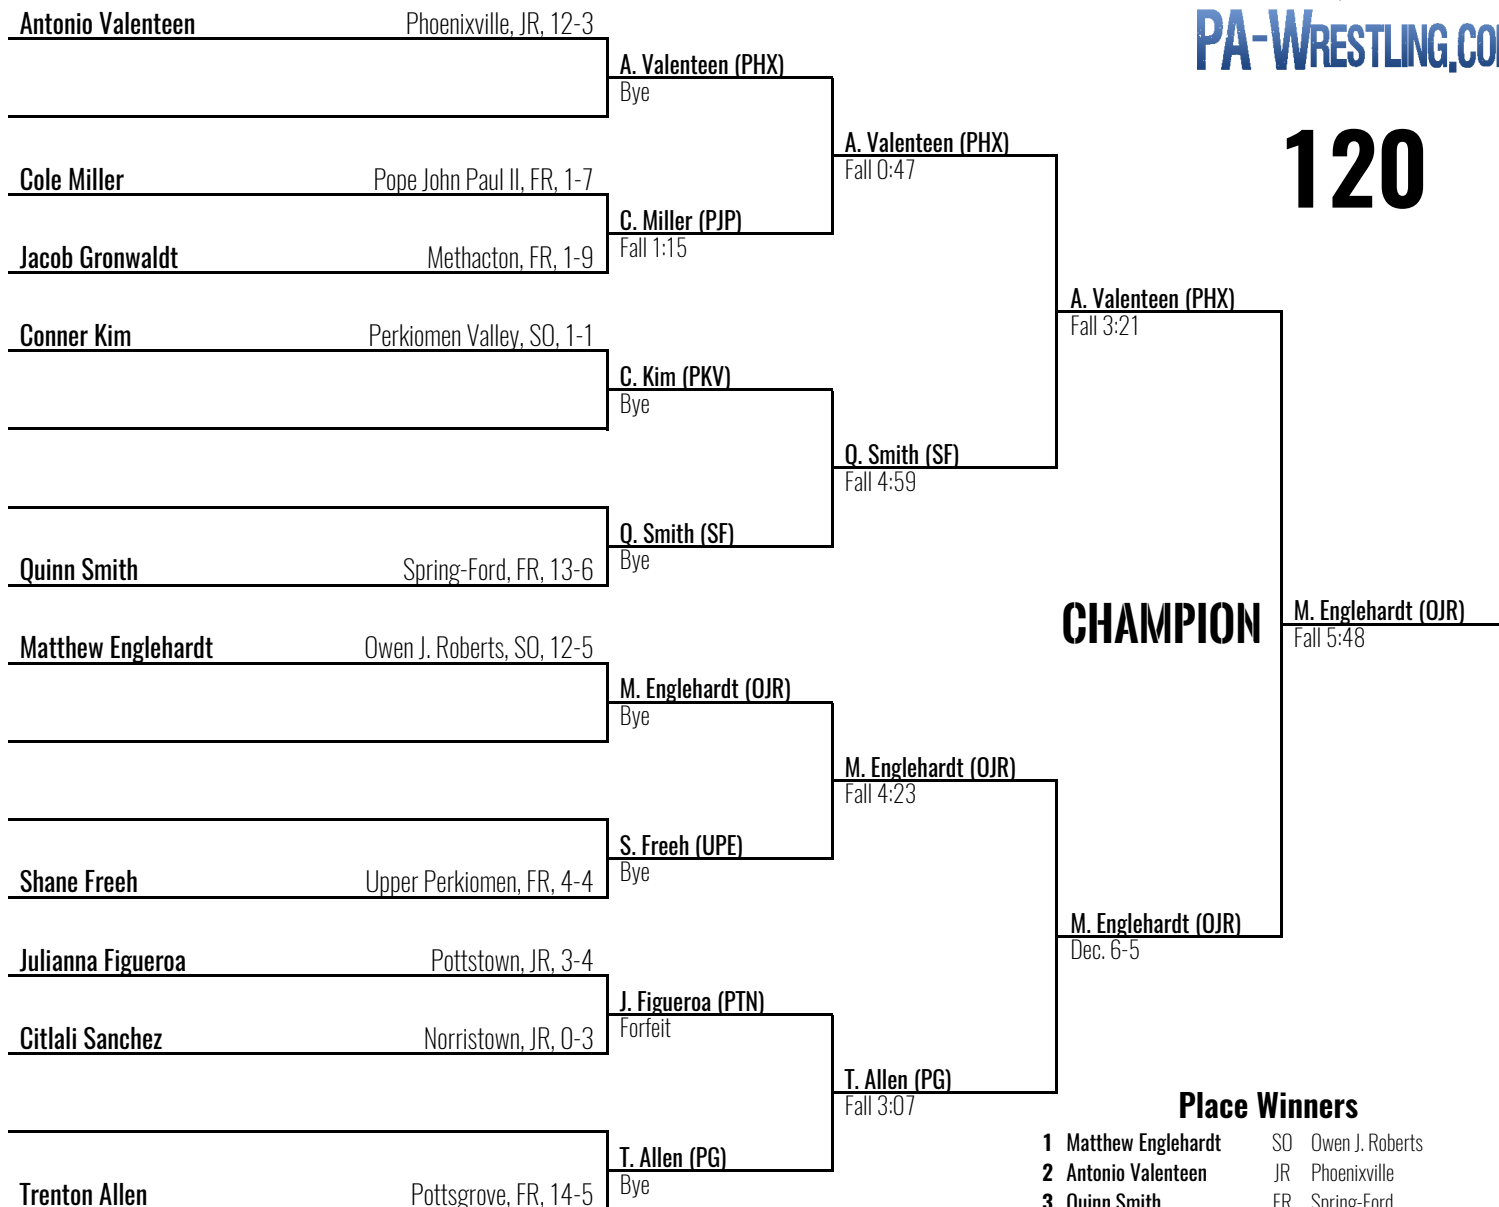 Antonio Valenteen Phoenixville, JR, 12-3
A. Valenteen (PHX)
Bye
Cole Miller Pope John Paul II, FR, 1-7
C. Miller (PJP)
Fall 1:15
Jacob Gronwaldt Methacton, FR, 1-9
A. Valenteen (PHX)
Fall 0:47
Conner Kim Perkiomen Valley, SO, 1-1
C. Kim (PKV)
Bye
Q. Smith (SF)
Bye
Quinn Smith Spring-Ford, FR, 13-6
Q. Smith (SF)
Fall 4:59
A. Valenteen (PHX)
Fall 3:21
Matthew Englehardt Owen J. Roberts, SO, 12-5
M. Englehardt (OJR)
Bye
S. Freeh (UPE)
Bye
Shane Freeh Upper Perkiomen, FR, 4-4
M. Englehardt (OJR)
Fall 4:23
Julianna Figueroa Pottstown, JR, 3-4
J. Figueroa (PTN)
Forfeit
Citlali Sanchez Norristown, JR, 0-3
T. Allen (PG)
Bye
Trenton Allen Pottsgrove, FR, 14-5
T. Allen (PG)
Fall 3:07
M. Englehardt (OJR)
Dec. 6-5
CHAMPION
M. Englehardt (OJR)
Fall 5:48
PA-WRESTLING.CO
120
Place Winners
1 Matthew Englehardt SO Owen J. Roberts
2 Antonio Valenteen JR Phoenixville
3 Quinn Smith FR Spring-Ford